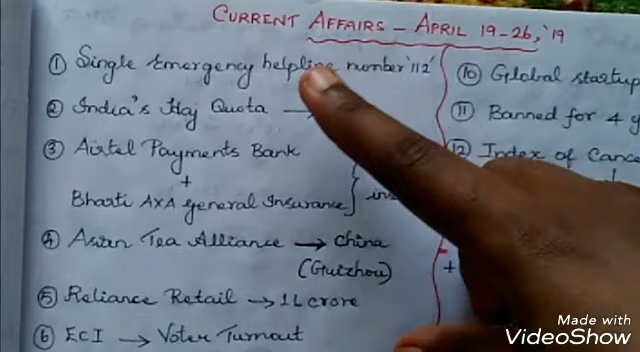 CURRENT AFFAIRS – APRIL 19-26, '19
① Single Emergency helpline number '112'
② India's Haj Quota →
③ Airtel Payments Bank
+
Bharti AXA general Insurance } ins
④ Asian Tea Alliance → China
(Guizhou)
⑤ Reliance Retail → 1L crore
⑥ ECI → Voter Turnout
⑩ Global startup
⑪ Banned for 4 y
⑫ Index of Cance
+
Made with
VideoShow